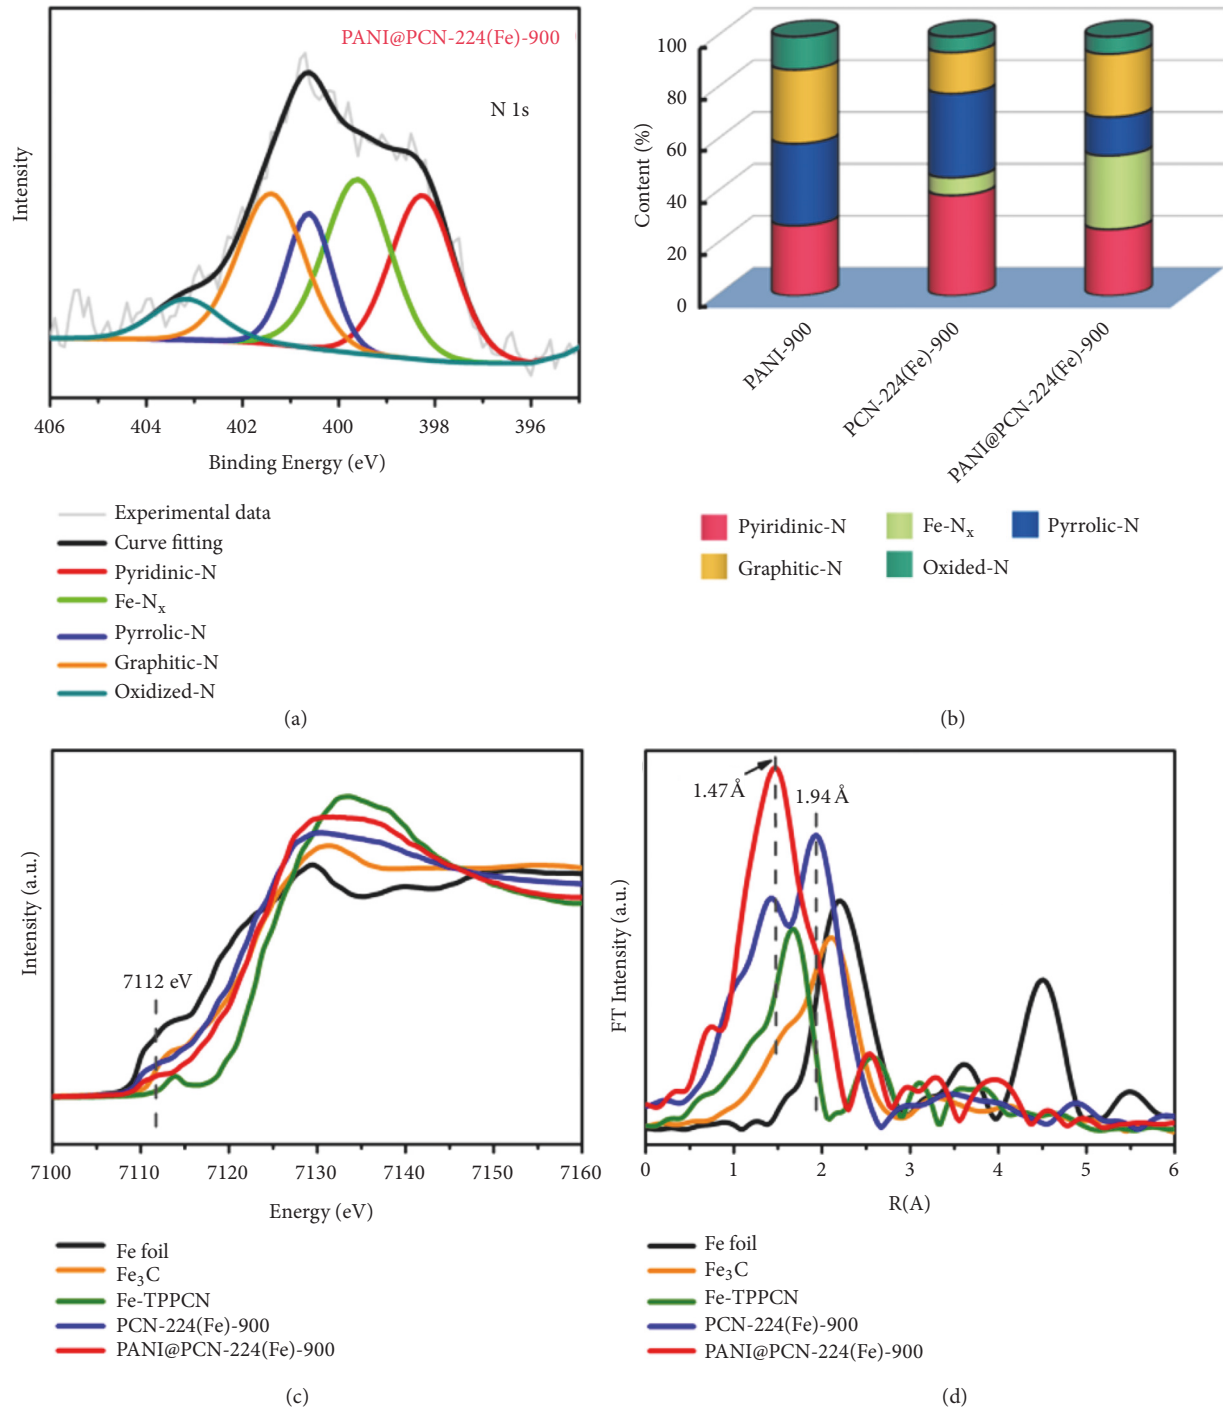 PANI@PCN-224(Fe)-900
N 1s
Intensity
406 404 402 400 398 396
Binding Energy (eV)
Experimental data
Curve fitting
Pyridinic-N
Fe-Nx
Pyrrolic-N
Graphitic-N
Oxidized-N
(a)
100
80
60
40
20
0
Content (%)
PANI-900
PCN-224(Fe)-900
PANI@PCN-224(Fe)-900
Pyiridinic-N Fe-Nx Pyrrolic-N
Graphitic-N Oxided-N
(b)
7112 eV
Intensity (a.u.)
7100 7110 7120 7130 7140 7150 7160
Energy (eV)
Fe foil
Fe3C
Fe-TPPCN
PCN-224(Fe)-900
PANI@PCN-224(Fe)-900
(c)
1.47 Å 1.94 Å
FT Intensity (a.u.)
0 1 2 3 4 5 6
R(A)
Fe foil
Fe3C
Fe-TPPCN
PCN-224(Fe)-900
PANI@PCN-224(Fe)-900
(d)